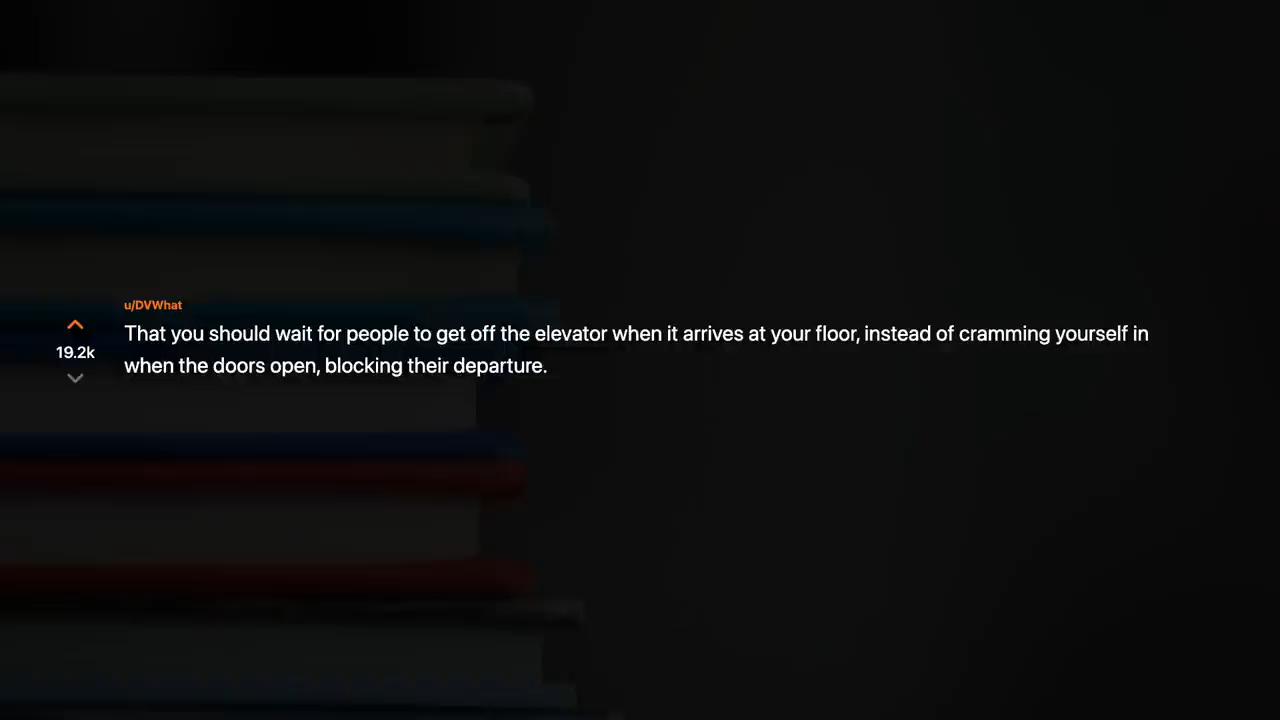 u/DVWhat
19.2k
That you should wait for people to get off the elevator when it arrives at your floor, instead of cramming yourself in
when the doors open, blocking their departure.